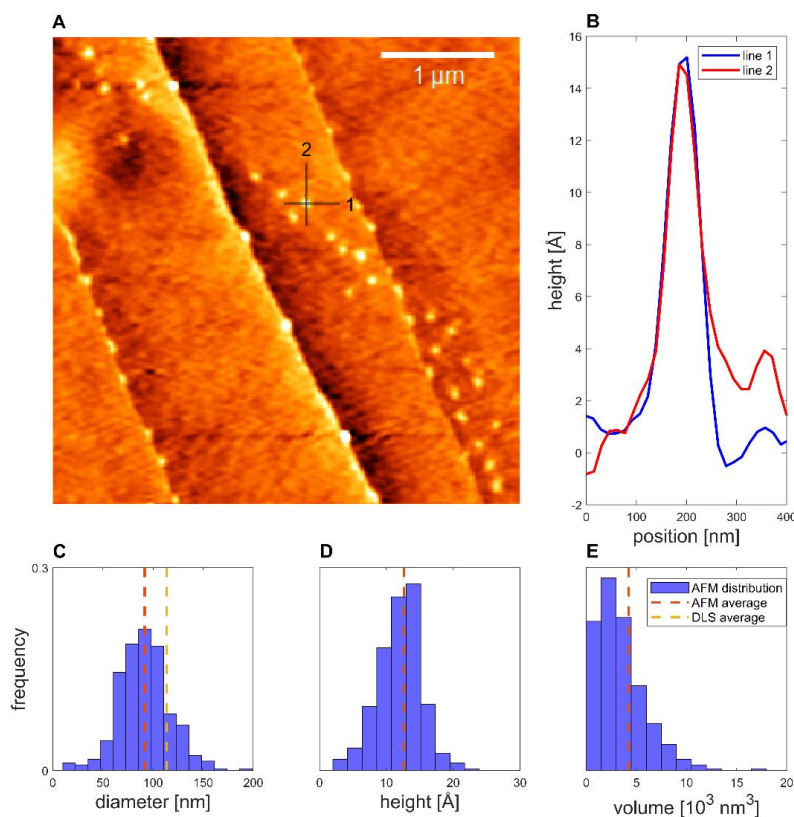 A
1 µm
2
1
B
line 1
line 2
16
14
12
10
8
6
4
2
0
-2
height [Å]
0
100
200
300
400
position [nm]
C
0.3
0
frequency
0
50
100
150
200
diameter [nm]
D
0
10
20
30
height [Å]
E
AFM distribution
AFM average
DLS average
0
5
10
15
20
volume [10³ nm³]